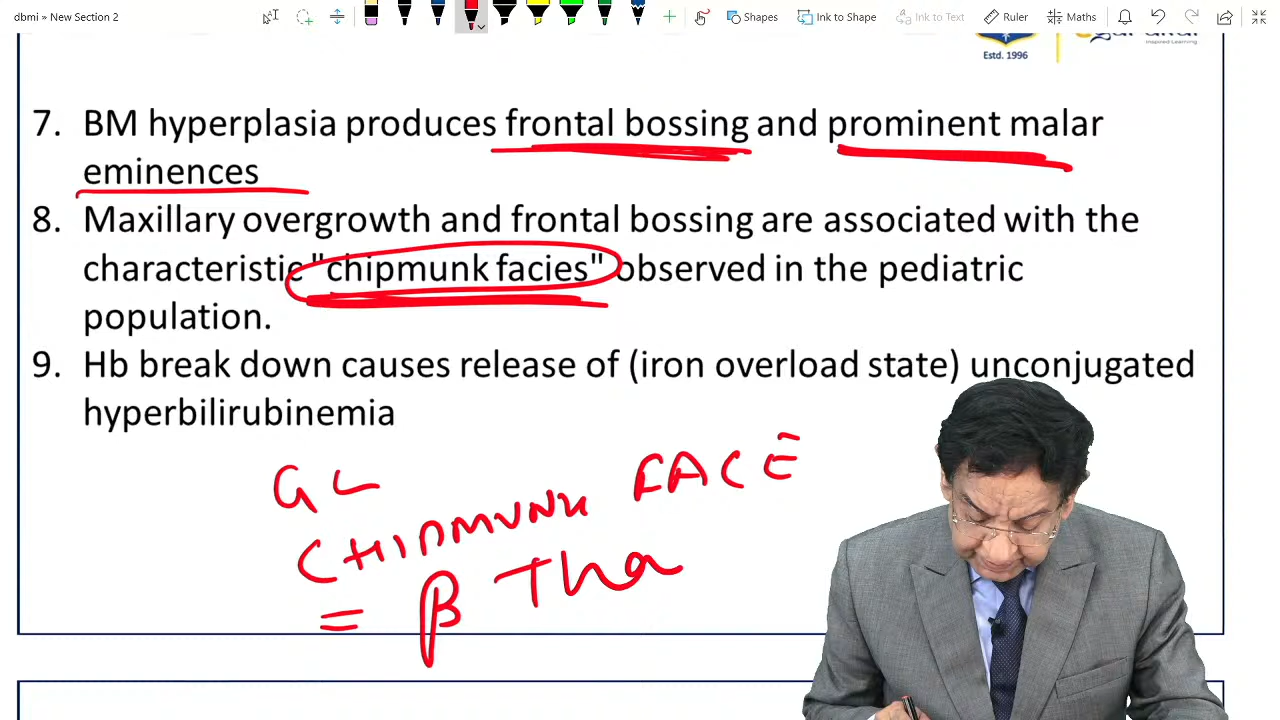 dbmi » New Section 2
Shapes
Ink to Shape
Ink to Text
Ruler
Maths
Estd. 1996
Inspired Learning
7. BM hyperplasia produces frontal bossing and prominent malar
eminences
8. Maxillary overgrowth and frontal bossing are associated with the
characteristic "chipmunk facies" observed in the pediatric
population.
9. Hb break down causes release of (iron overload state) unconjugated
hyperbilirubinemia
CHIPMUNK FACE
= β Tha